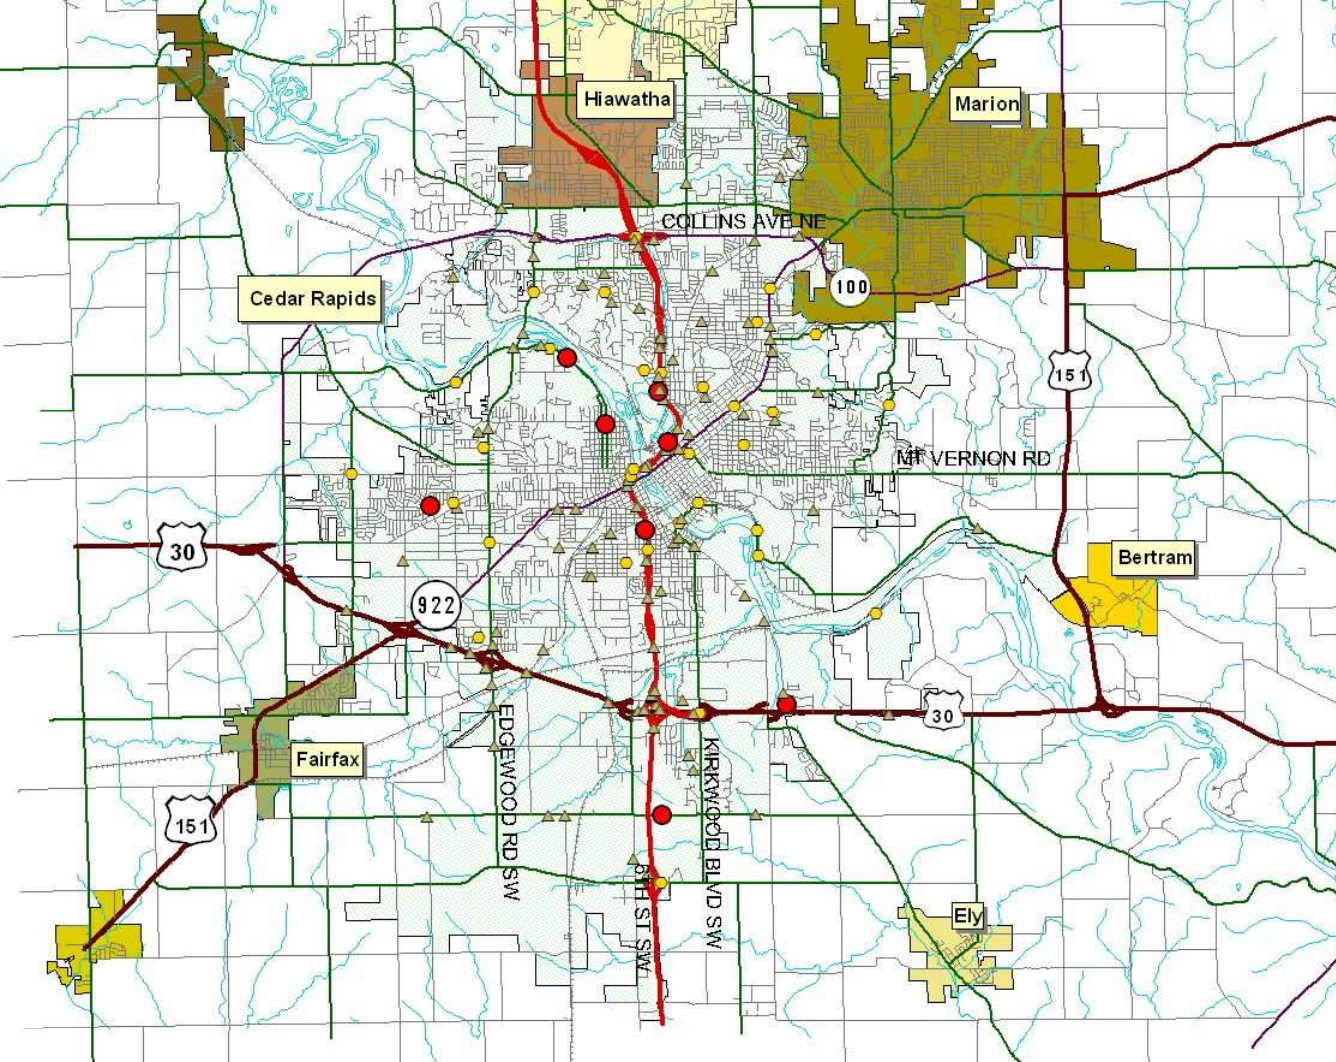 Hiawatha
Marion
COLLINS AVE NE
100
Cedar Rapids
151
MT VERNON RD
30
Bertram
922
30
EDGEWOOD RD SW
KIRKWOOD BLVD SW
Fairfax
151
6TH ST SW
Ely